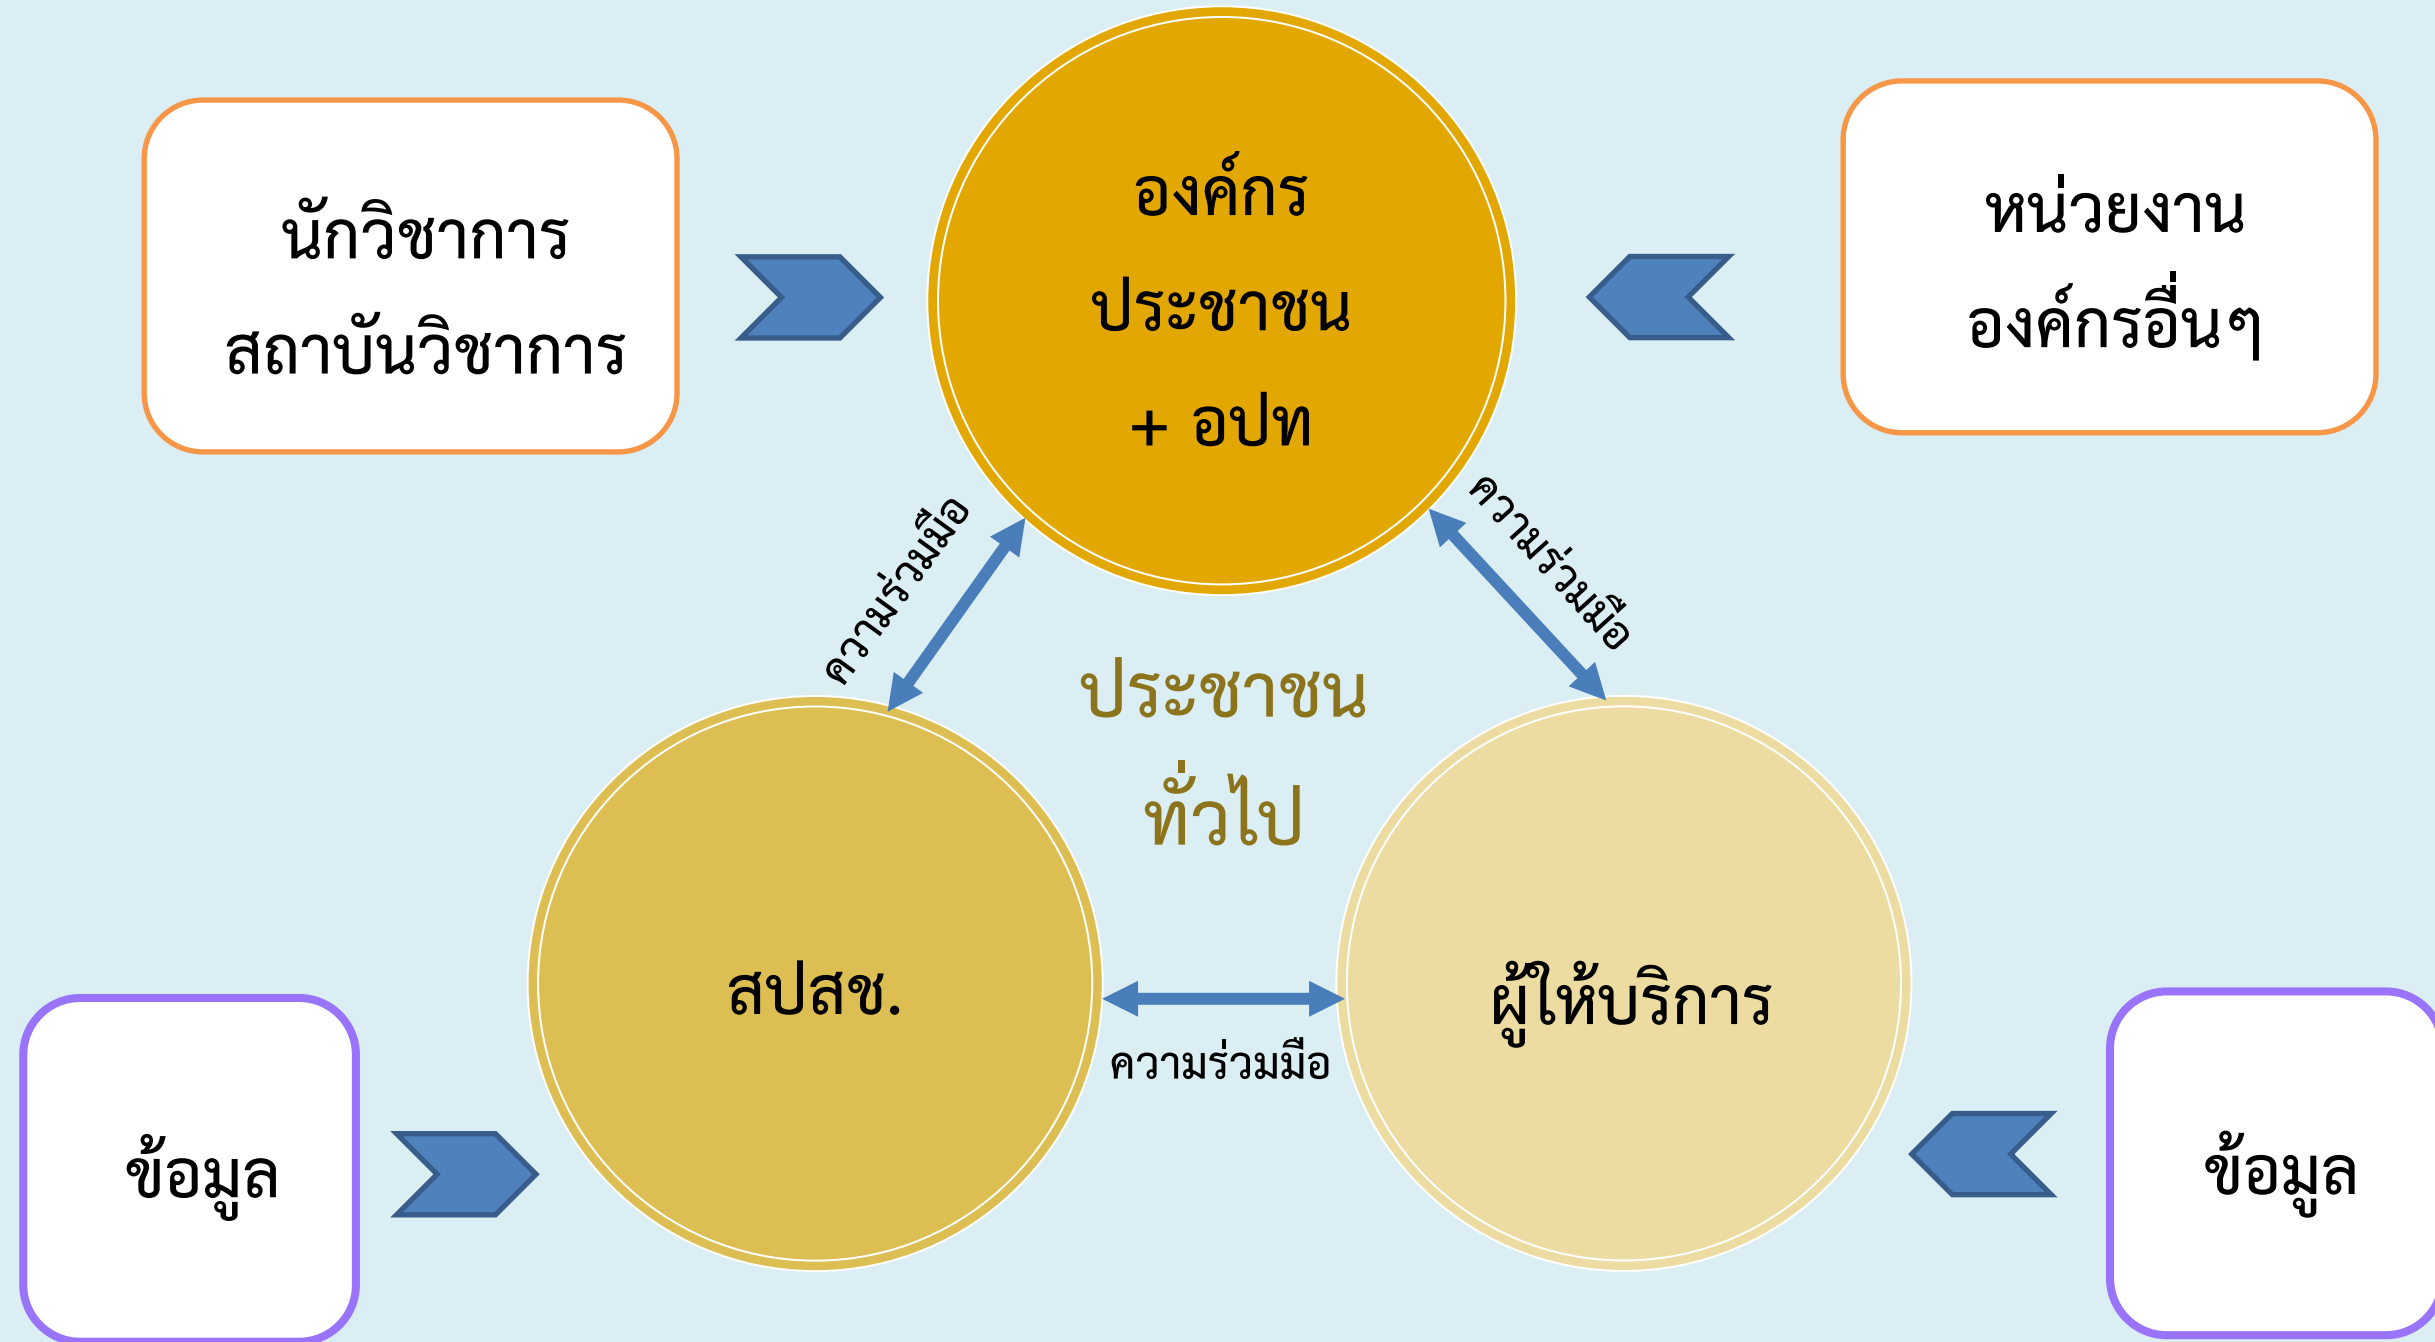 องค์กร
ประชาชน
+ อปท
นักวิชาการ
สถาบันวิชาการ
หน่วยงาน
องค์กรอื่นๆ
ความร่วมมือ
ความร่วมมือ
ประชาชน
ทั่วไป
สปสช.
ความร่วมมือ
ผู้ให้บริการ
ข้อมูล
ข้อมูล